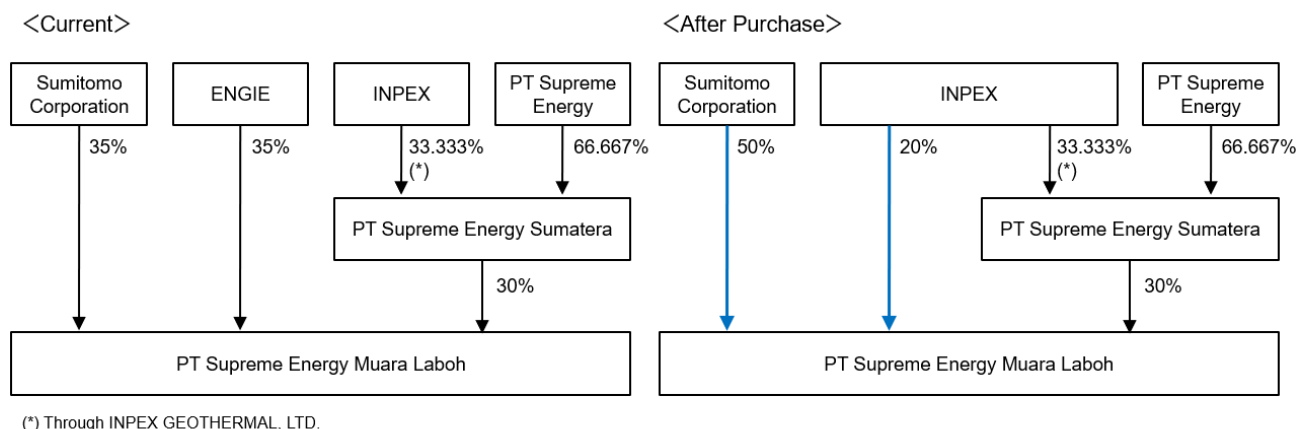 <Current>
Sumitomo
Corporation
ENGIE
INPEX
PT Supreme
Energy
35%
35%
33.333%
(*)
66.667%
PT Supreme Energy Sumatera
30%
PT Supreme Energy Muara Laboh
(*) Through INPEX GEOTHERMAL, LTD.
<After Purchase>
Sumitomo
Corporation
INPEX
PT Supreme
Energy
50%
20%
33.333%
(*)
66.667%
PT Supreme Energy Sumatera
30%
PT Supreme Energy Muara Laboh